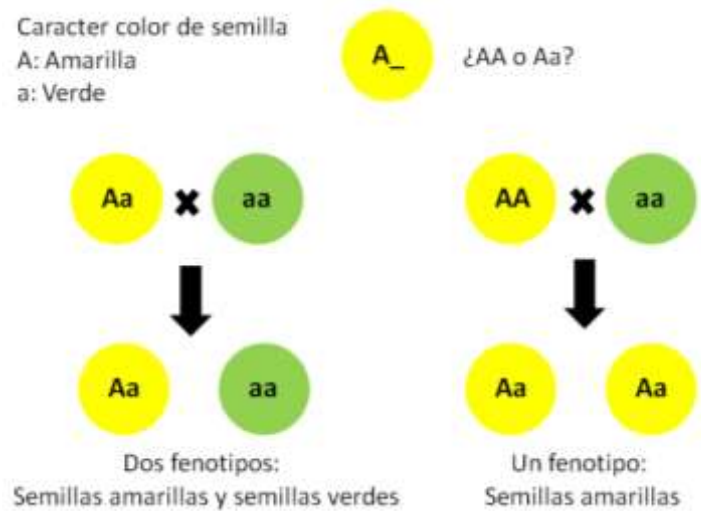 Caracter color de semilla
A: Amarilla
a: Verde
A_
¿AA o Aa?
Aa × aa
AA × aa
Aa aa
Aa Aa
Dos fenotipos:
Semillas amarillas y semillas verdes
Un fenotipo:
Semillas amarillas